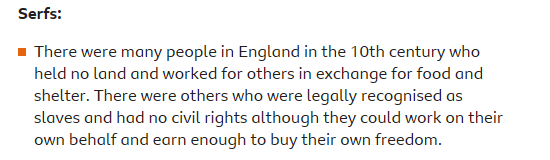 Serfs:
There were many people in England in the 10th century who
held no land and worked for others in exchange for food and
shelter. There were others who were legally recognised as
slaves and had no civil rights although they could work on their
own behalf and earn enough to buy their own freedom.